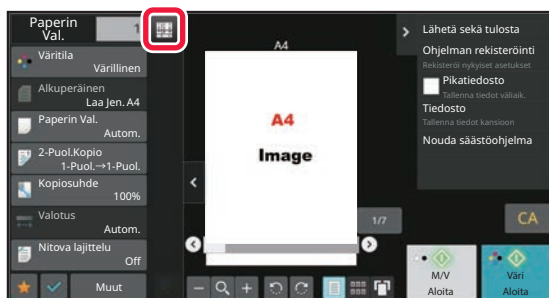 Paperin
Val.
1
Väritila
Värillinen
Alkuperäinen
Laa Jen. A4
Paperin Val.
Autom.
2-Puol.Kopio
1-Puol.→1-Puol.
Kopiosuhde
100%
Valotus
Autom.
Nitova lajittelu
Off
Muut
A4
A4
Image
1/7
Lähetä sekä tulosta
Ohjelman rekisteröinti
Rekisteröi nykyiset asetukset
Pikatiedosto
Tallenna tiedot väliaik.
Tiedosto
Tallenna tiedot kansioon
Nouda säästöohjelma
CA
M/V
Aloita
Väri
Aloita